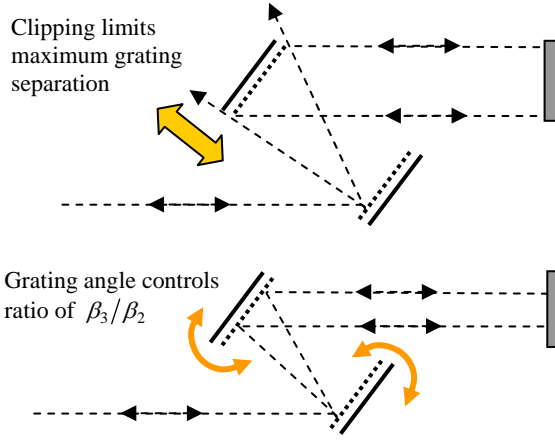 Clipping limits
maximum grating
separation
Grating angle controls
ratio of β₃/β₂